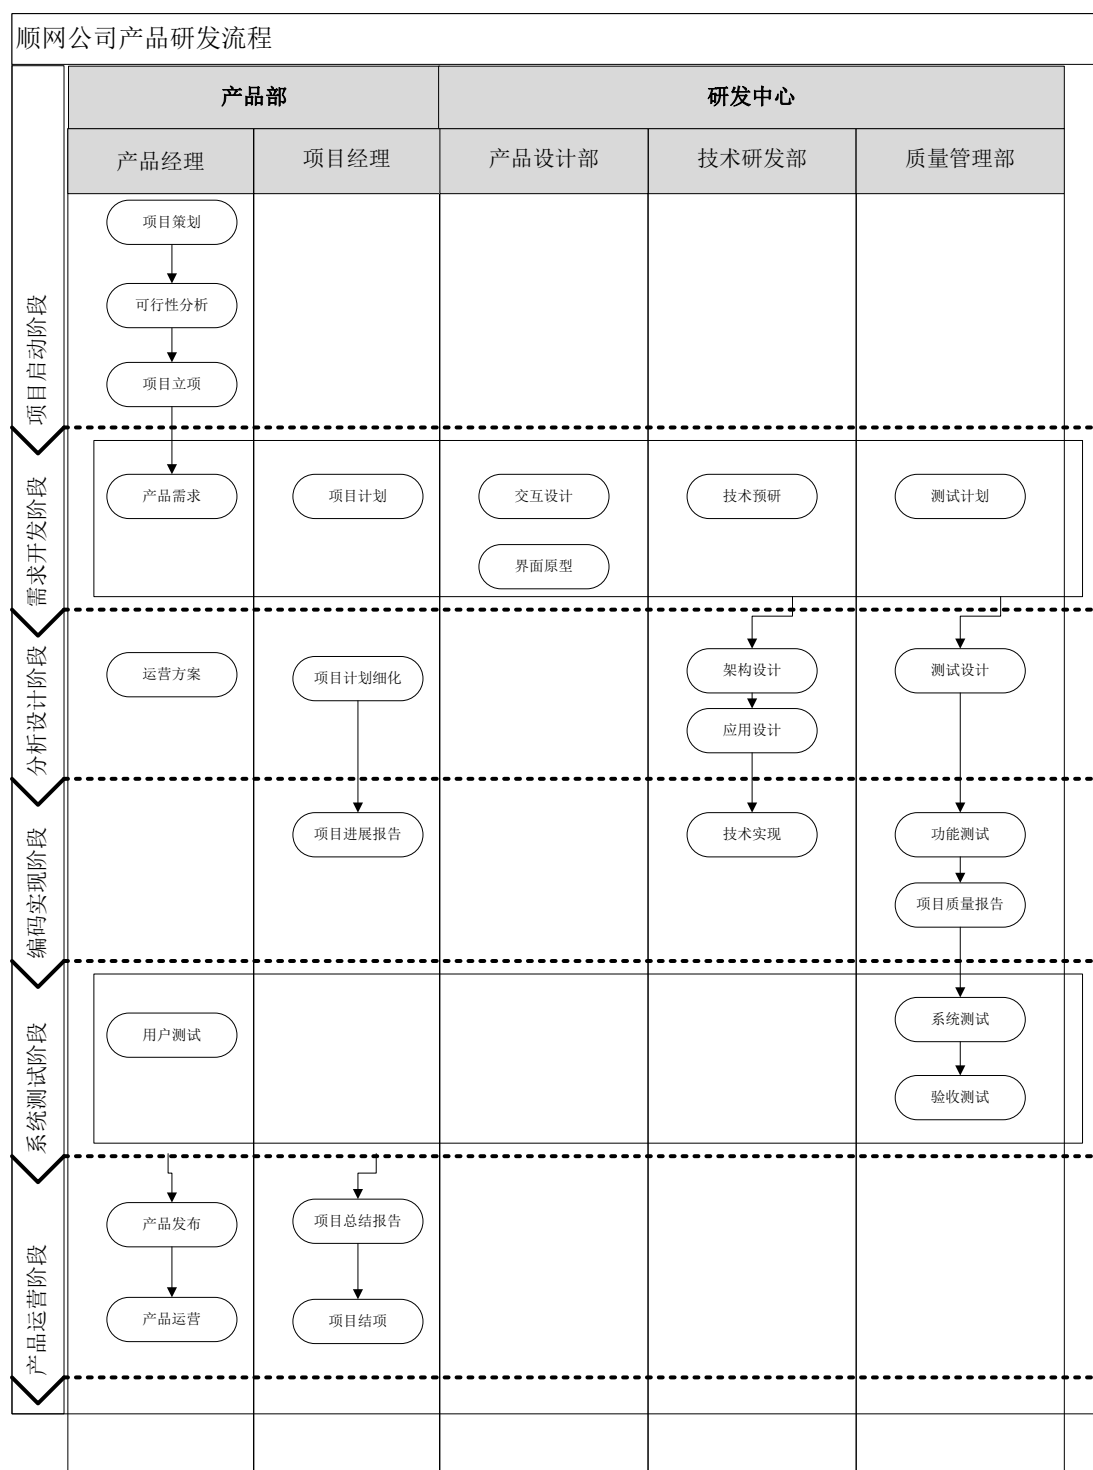 顺网公司产品研发流程
产品部
研发中心
产品经理
项目经理
产品设计部
技术研发部
质量管理部
项目启动阶段
项目策划
可行性分析
项目立项
需求开发阶段
产品需求
项目计划
交互设计
技术预研
测试计划
界面原型
分析设计阶段
运营方案
项目计划细化
架构设计
测试设计
应用设计
编码实现阶段
项目进展报告
技术实现
功能测试
项目质量报告
系统测试阶段
用户测试
系统测试
验收测试
产品运营阶段
产品发布
项目总结报告
产品运营
项目结项